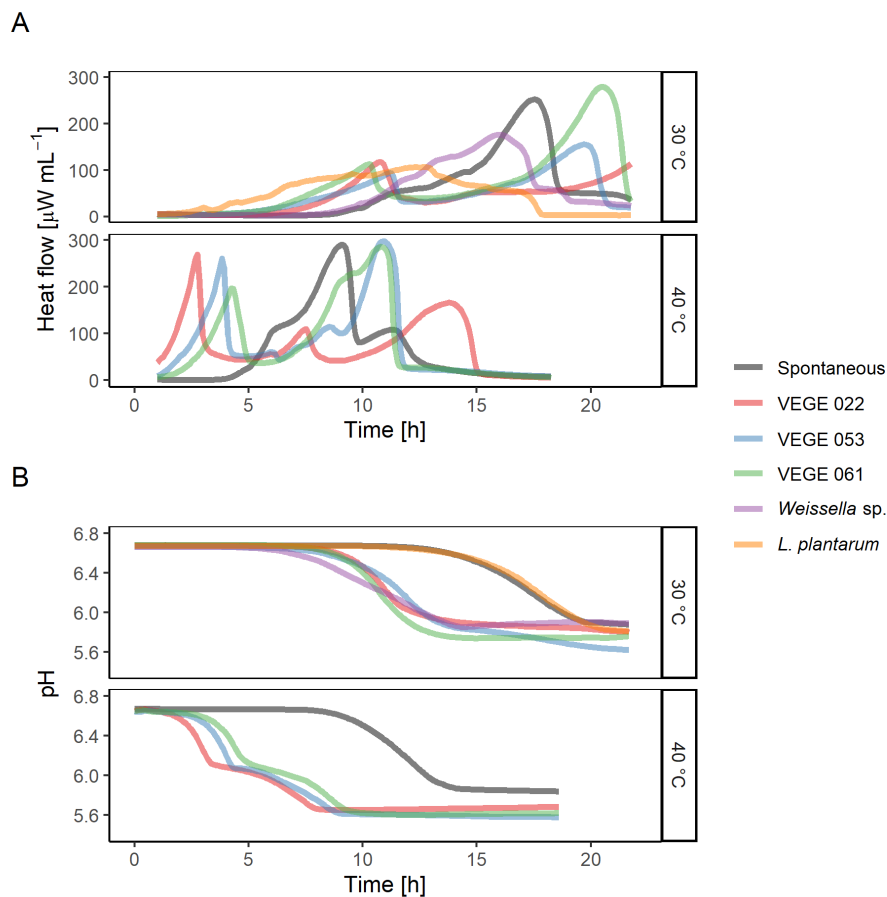 A
Heat flow [μW mL⁻¹]
300
200
100
0
30 °C
300
200
100
0
40 °C
0 5 10 15 20
Time [h]
Spontaneous
VEGE 022
VEGE 053
VEGE 061
Weissella sp.
L. plantarum
B
pH
6.8
6.4
6.0
5.6
30 °C
6.8
6.4
6.0
5.6
40 °C
0 5 10 15 20
Time [h]